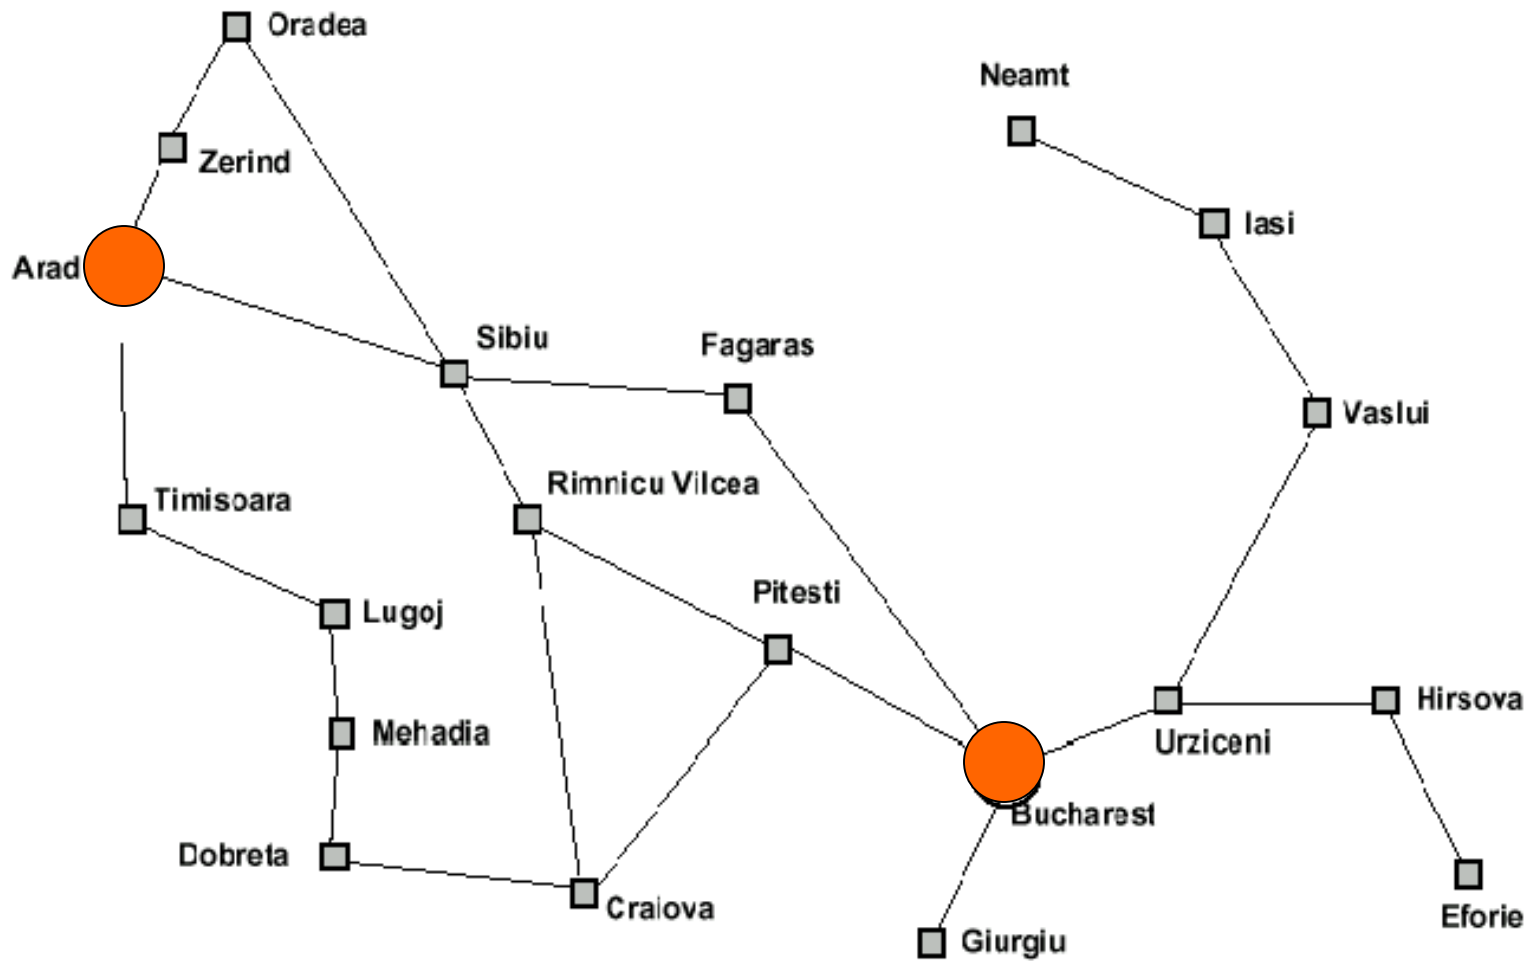 Oradea
Neamt
Zerind
Iasi
Arad
Sibiu
Fagaras
Vaslui
Rimnicu Vilcea
Timisoara
Pitesti
Lugoj
Hirsova
Mehadia
Urziceni
Bucharest
Dobreta
Craiova
Eforie
Giurgiu